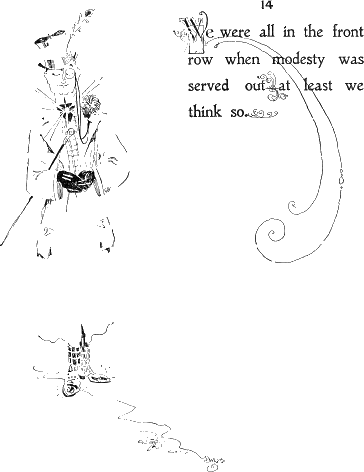 14
We were all in the front
row when modesty was
served out at least we
think so.